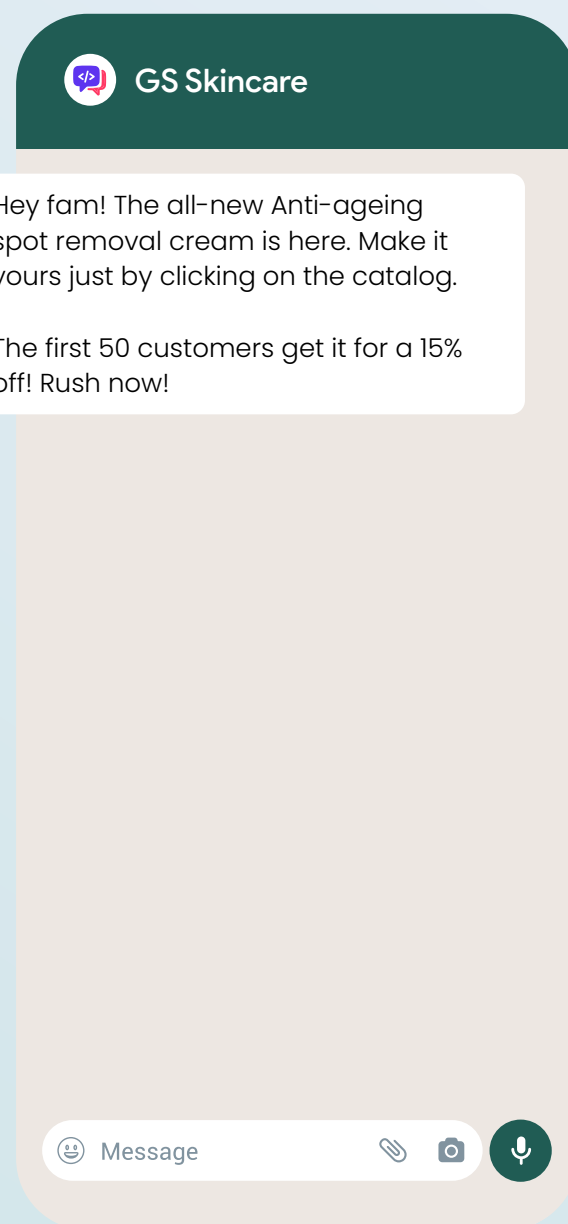 GS Skincare
Hey fam! The all-new Anti-ageing
spot removal cream is here. Make it
yours just by clicking on the catalog.
The first 50 customers get it for a 15%
off! Rush now!
Message